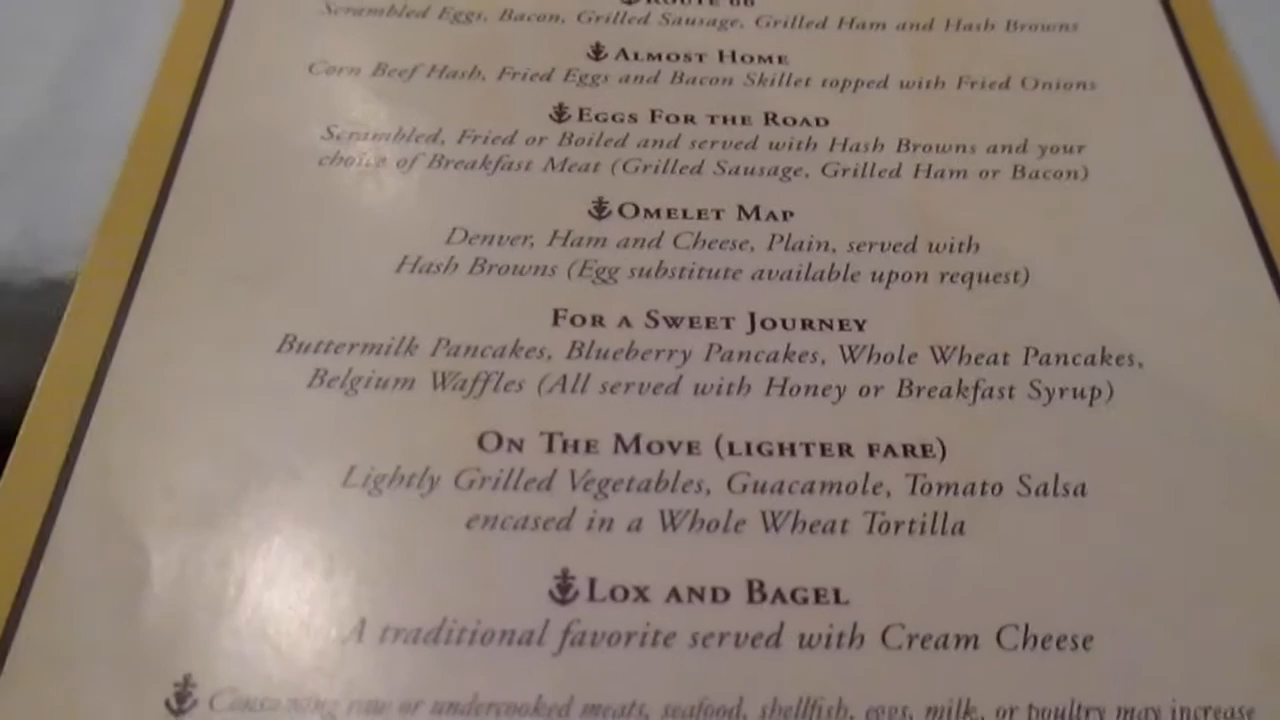 ROUTE 66
Scrambled Eggs, Bacon, Grilled Sausage, Grilled Ham and Hash Browns
ALMOST HOME
Corn Beef Hash, Fried Eggs and Bacon Skillet topped with Fried Onions
EGGS FOR THE ROAD
Scrambled, Fried or Boiled and served with Hash Browns and your
choice of Breakfast Meat (Grilled Sausage, Grilled Ham or Bacon)
OMELET MAP
Denver, Ham and Cheese, Plain, served with
Hash Browns (Egg substitute available upon request)
FOR A SWEET JOURNEY
Buttermilk Pancakes, Blueberry Pancakes, Whole Wheat Pancakes,
Belgium Waffles (All served with Honey or Breakfast Syrup)
ON THE MOVE (LIGHTER FARE)
Lightly Grilled Vegetables, Guacamole, Tomato Salsa
encased in a Whole Wheat Tortilla
LOX AND BAGEL
A traditional favorite served with Cream Cheese
Consuming raw or undercooked meats, seafood, shellfish, eggs, milk, or poultry may increase